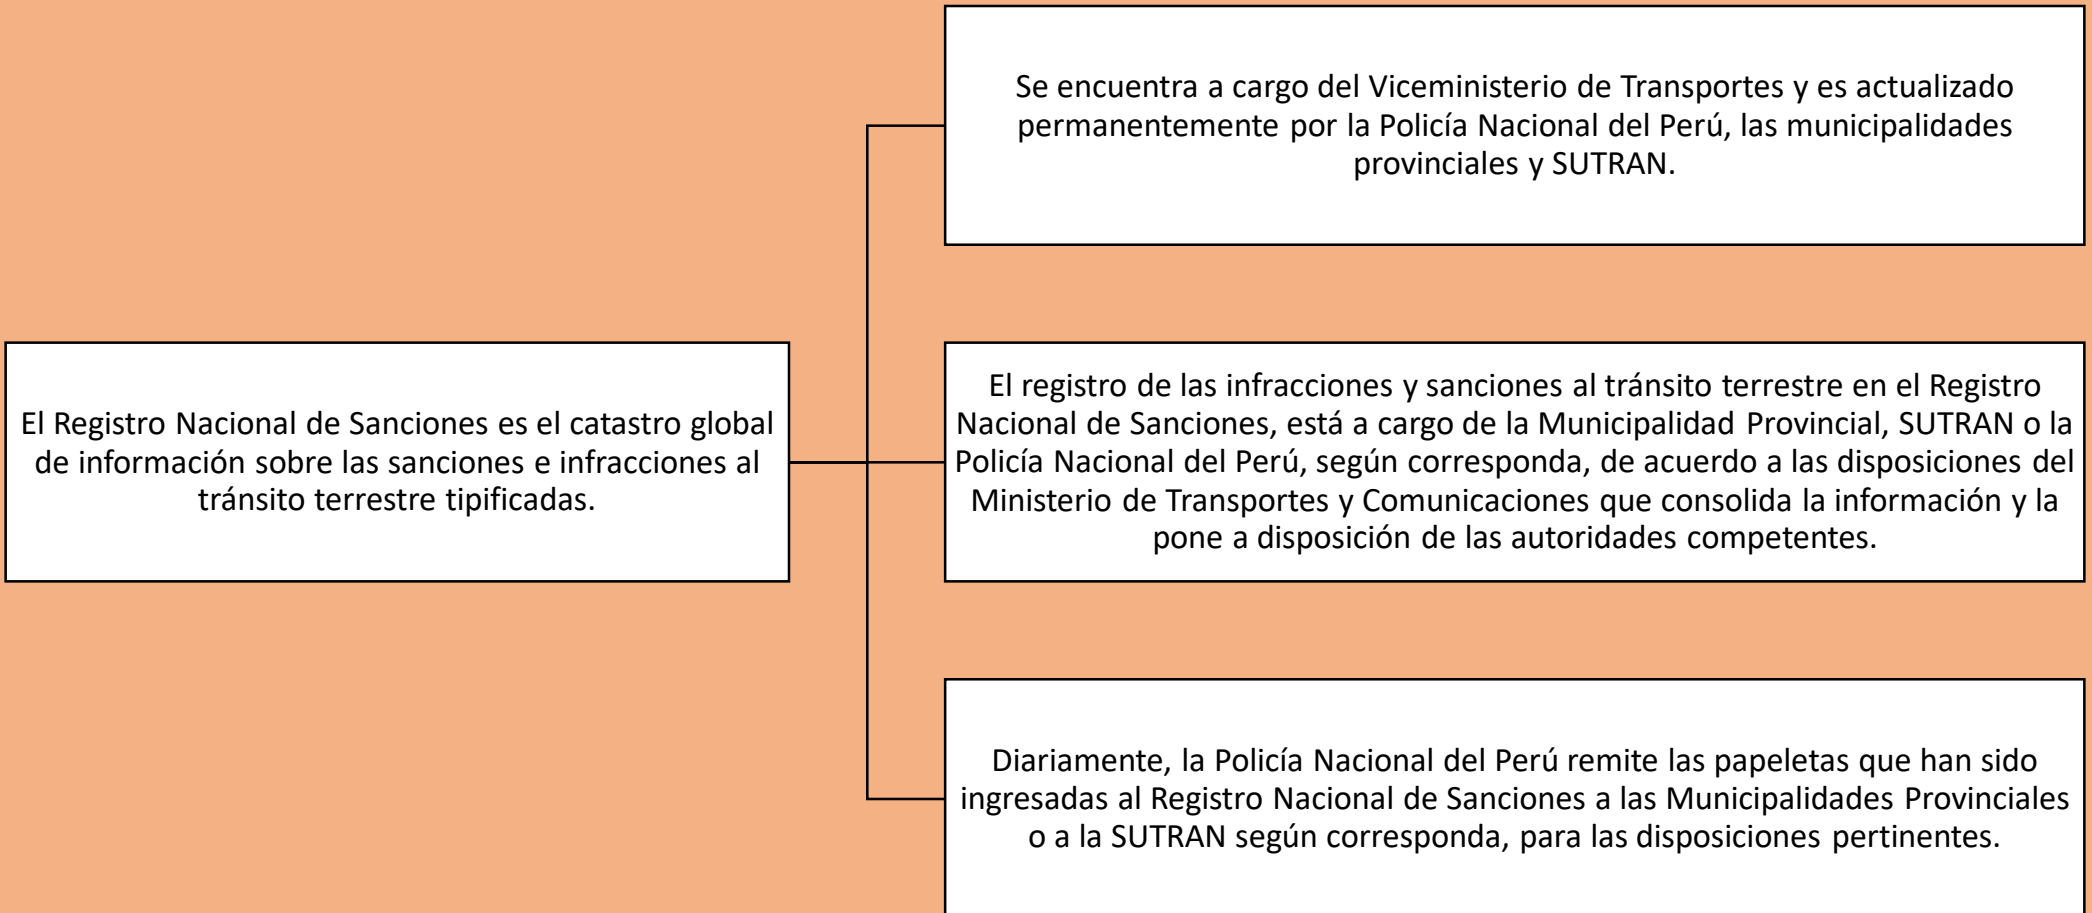 Se encuentra a cargo del Viceministerio de Transportes y es actualizado
permanentemente por la Policía Nacional del Perú, las municipalidades
provinciales y SUTRAN.
El Registro Nacional de Sanciones es el catastro global
de información sobre las sanciones e infracciones al
tránsito terrestre tipificadas.
El registro de las infracciones y sanciones al tránsito terrestre en el Registro
Nacional de Sanciones, está a cargo de la Municipalidad Provincial, SUTRAN o la
Policía Nacional del Perú, según corresponda, de acuerdo a las disposiciones del
Ministerio de Transportes y Comunicaciones que consolida la información y la
pone a disposición de las autoridades competentes.
Diariamente, la Policía Nacional del Perú remite las papeletas que han sido
ingresadas al Registro Nacional de Sanciones a las Municipalidades Provinciales
o a la SUTRAN según corresponda, para las disposiciones pertinentes.